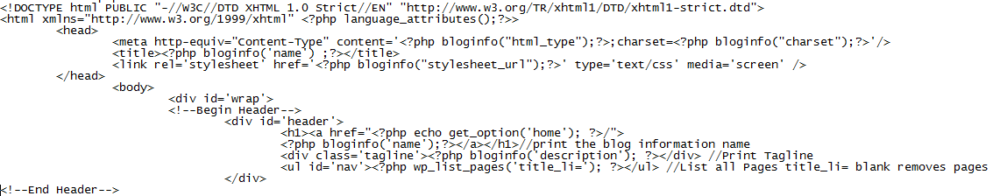 <!DOCTYPE html PUBLIC "-//W3C//DTD XHTML 1.0 Strict//EN" "http://www.w3.org/TR/xhtml1/DTD/xhtml1-strict.dtd">
<html xmlns="http://www.w3.org/1999/xhtml" <?php language_attributes();?>>
<head>
<meta http-equiv="Content-Type" content='<?php bloginfo("html_type");?>;charset=<?php bloginfo("charset");?>'/>
<title><?php bloginfo('name') ;?></title>
<link rel='stylesheet' href='<?php bloginfo("stylesheet_url");?>' type='text/css' media='screen' />
</head>
<body>
<div id='wrap'>
<!--Begin Header-->
<div id='header'>
<h1><a href="<?php echo get_option('home'); ?>/">
<?php bloginfo('name');?></a></h1>//print the blog information name
<div class='tagline'><?php bloginfo('description'); ?></div> //Print Tagline
<ul id='nav'><?php wp_list_pages('title_li='); ?></ul> //List all Pages title_li= blank removes pages
</div>
<!--End Header-->